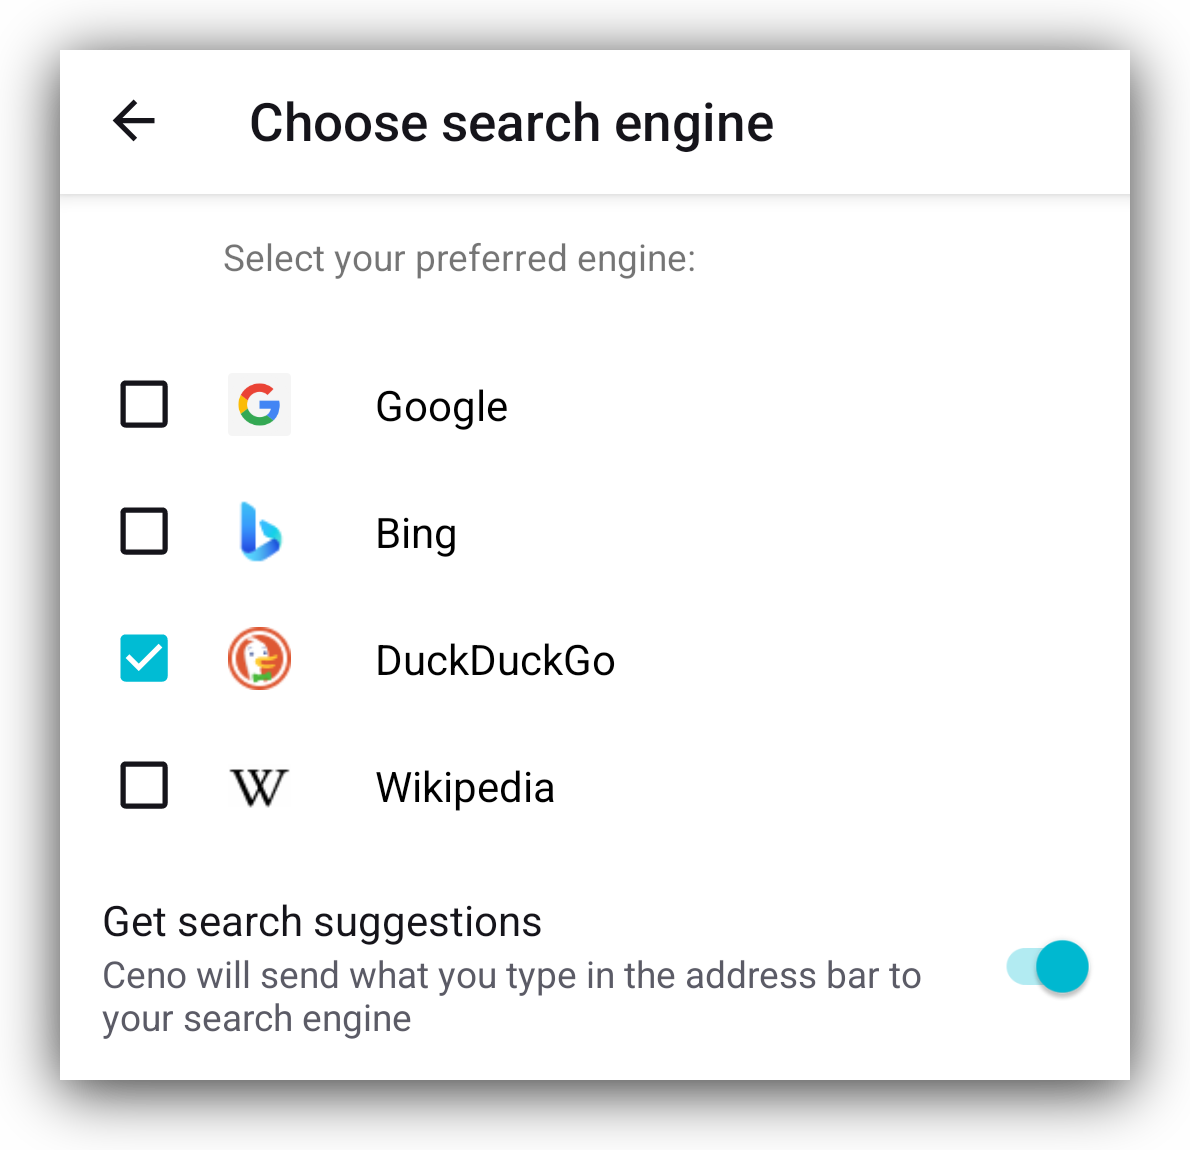 Choose search engine
Select your preferred engine:
Google
Bing
DuckDuckGo
Wikipedia
Get search suggestions
Ceno will send what you type in the address bar to
your search engine